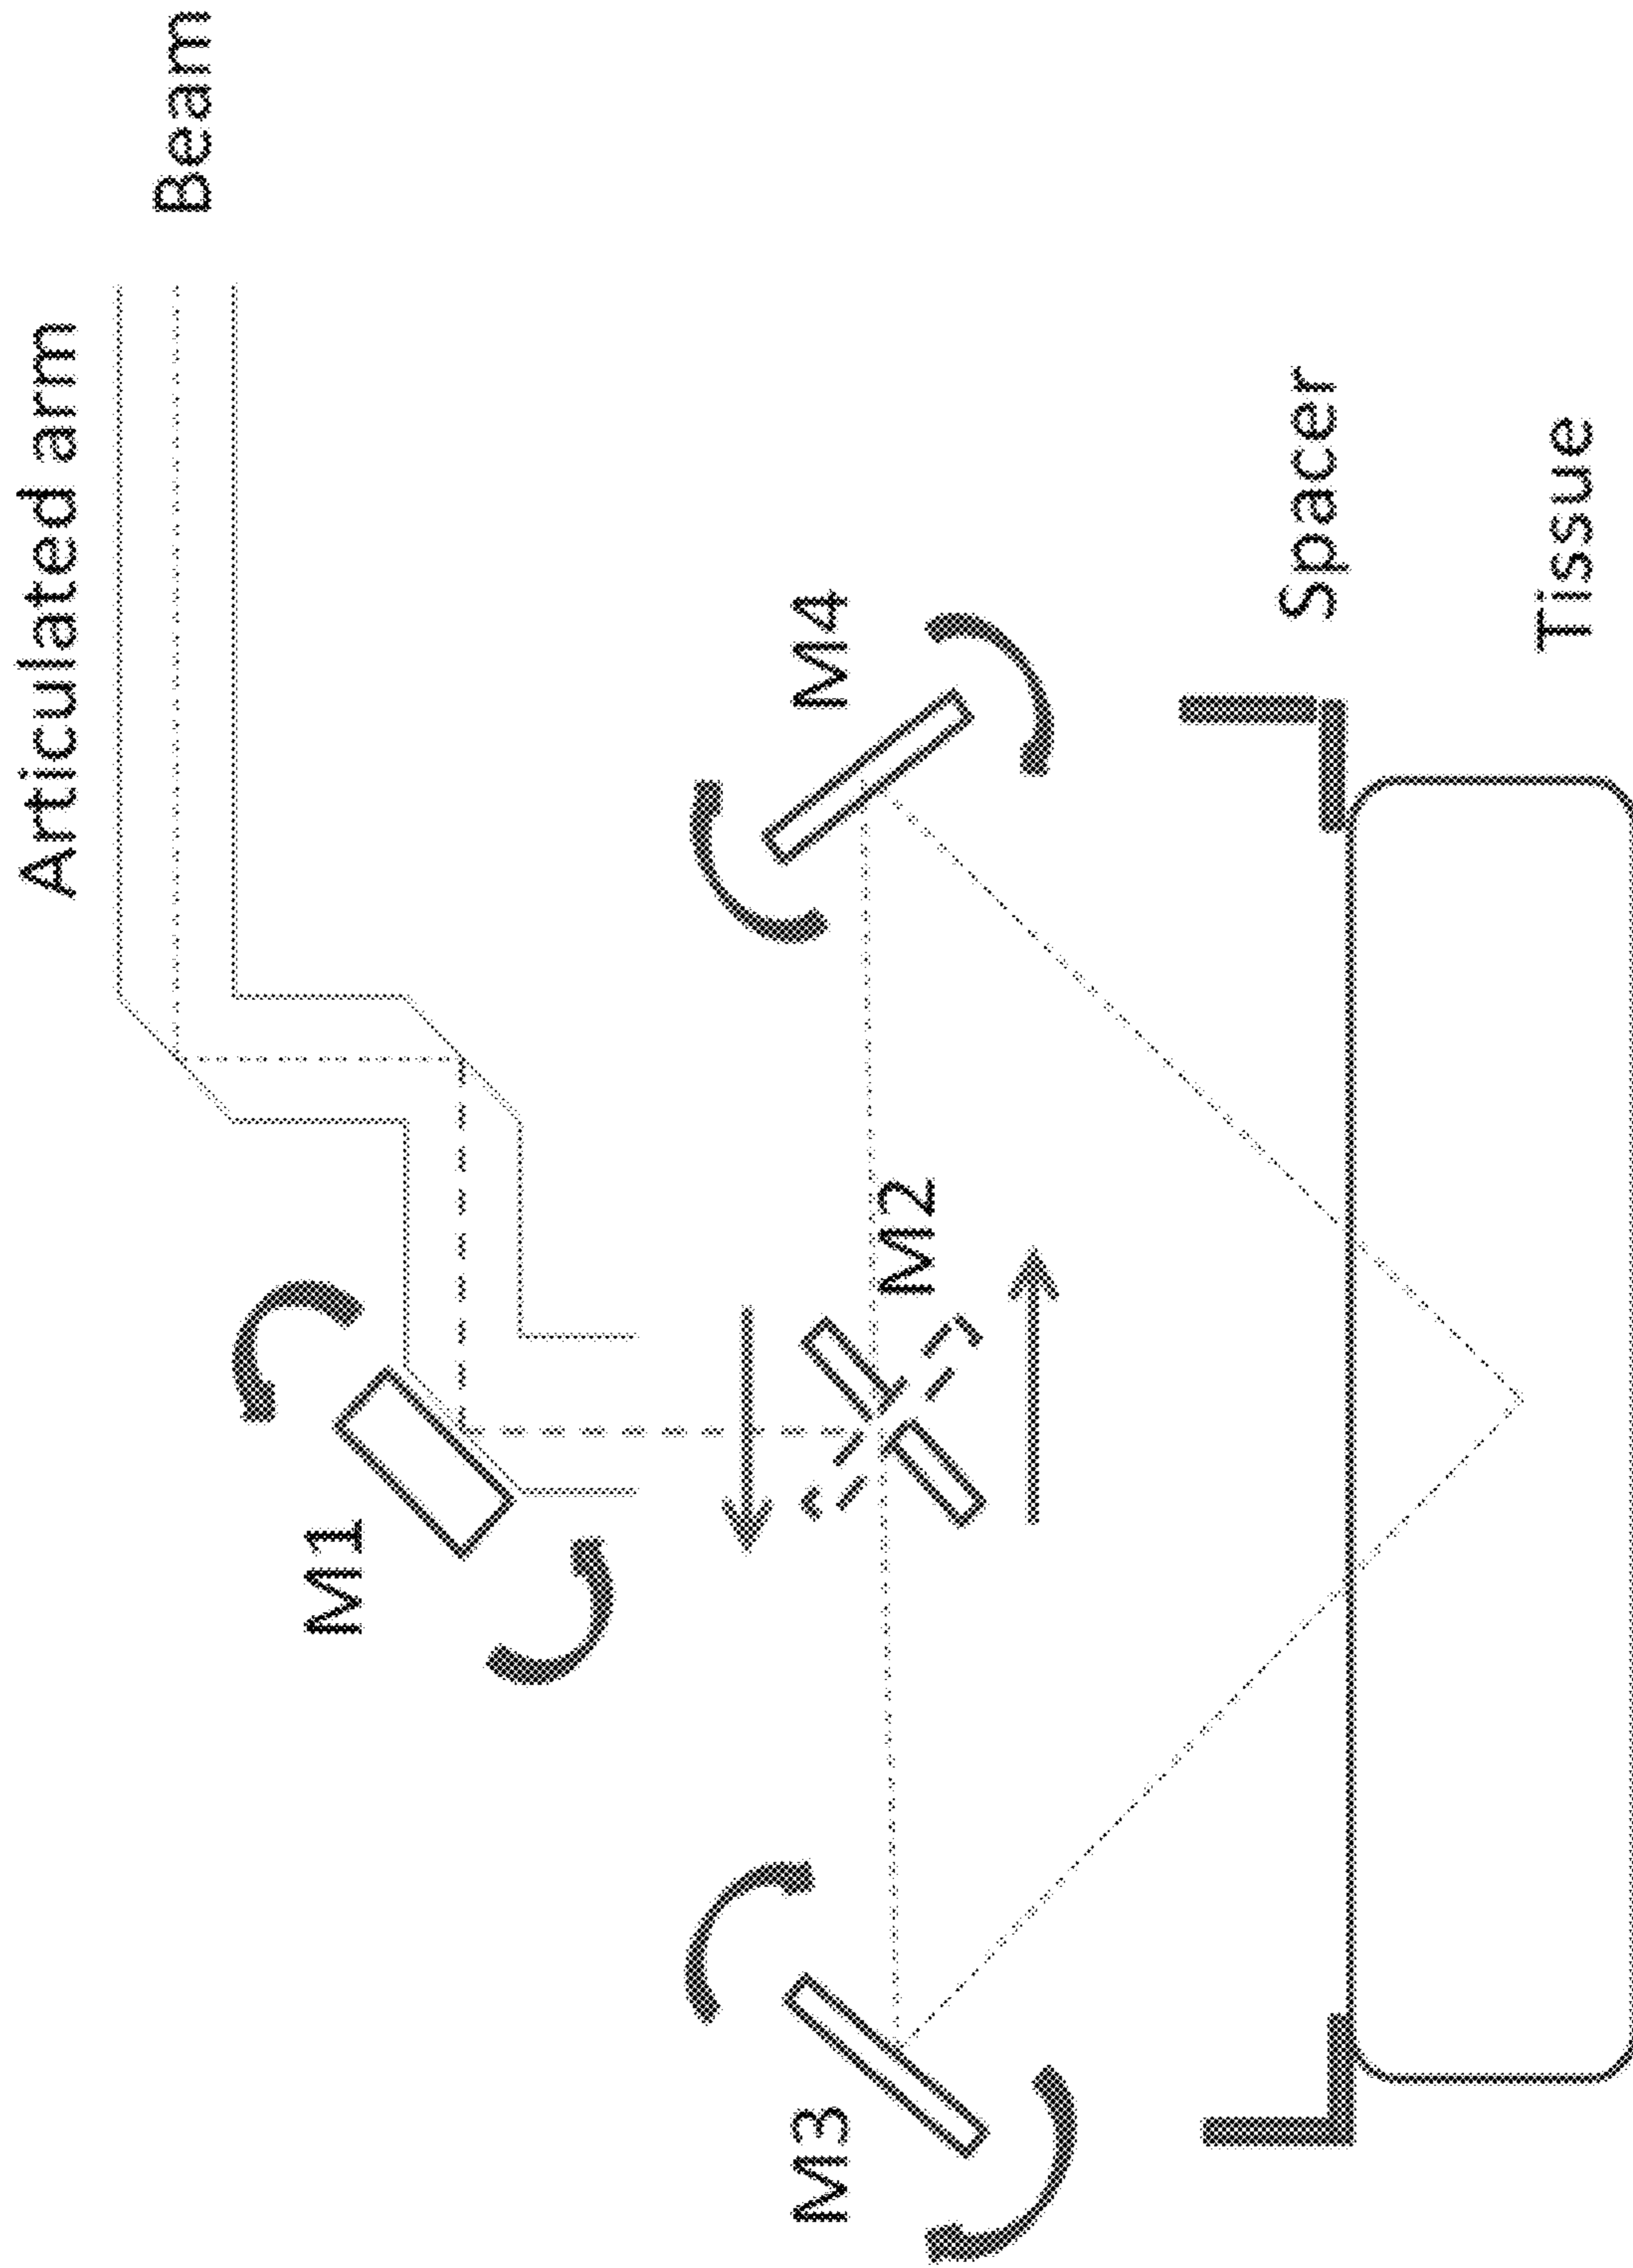 Articulated arm
Beam
M1
M2
M3
M4
Spacer
Tissue